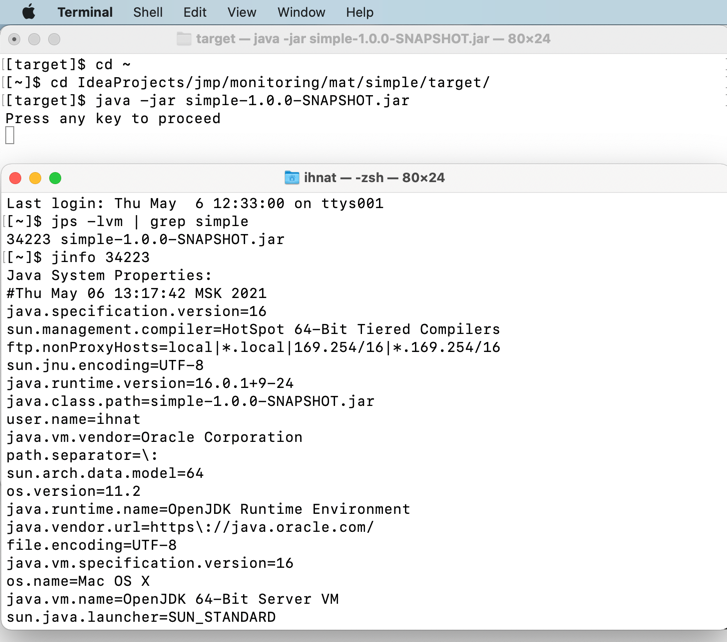 Terminal Shell Edit View Window Help
target — java -jar simple-1.0.0-SNAPSHOT.jar — 80×24
[[target]$ cd ~
[[~]$ cd IdeaProjects/jmp/monitoring/mat/simple/target/
[[target]$ java -jar simple-1.0.0-SNAPSHOT.jar
Press any key to proceed
ihnat — -zsh — 80×24
Last login: Thu May  6 12:33:00 on ttys001
[[~]$ jps -lvm | grep simple
34223 simple-1.0.0-SNAPSHOT.jar
[[~]$ jinfo 34223
Java System Properties:
#Thu May 06 13:17:42 MSK 2021
java.specification.version=16
sun.management.compiler=HotSpot 64-Bit Tiered Compilers
ftp.nonProxyHosts=local|*.local|169.254/16|*.169.254/16
sun.jnu.encoding=UTF-8
java.runtime.version=16.0.1+9-24
java.class.path=simple-1.0.0-SNAPSHOT.jar
user.name=ihnat
java.vm.vendor=Oracle Corporation
path.separator=\:
sun.arch.data.model=64
os.version=11.2
java.runtime.name=OpenJDK Runtime Environment
java.vendor.url=https\://java.oracle.com/
file.encoding=UTF-8
java.vm.specification.version=16
os.name=Mac OS X
java.vm.name=OpenJDK 64-Bit Server VM
sun.java.launcher=SUN_STANDARD